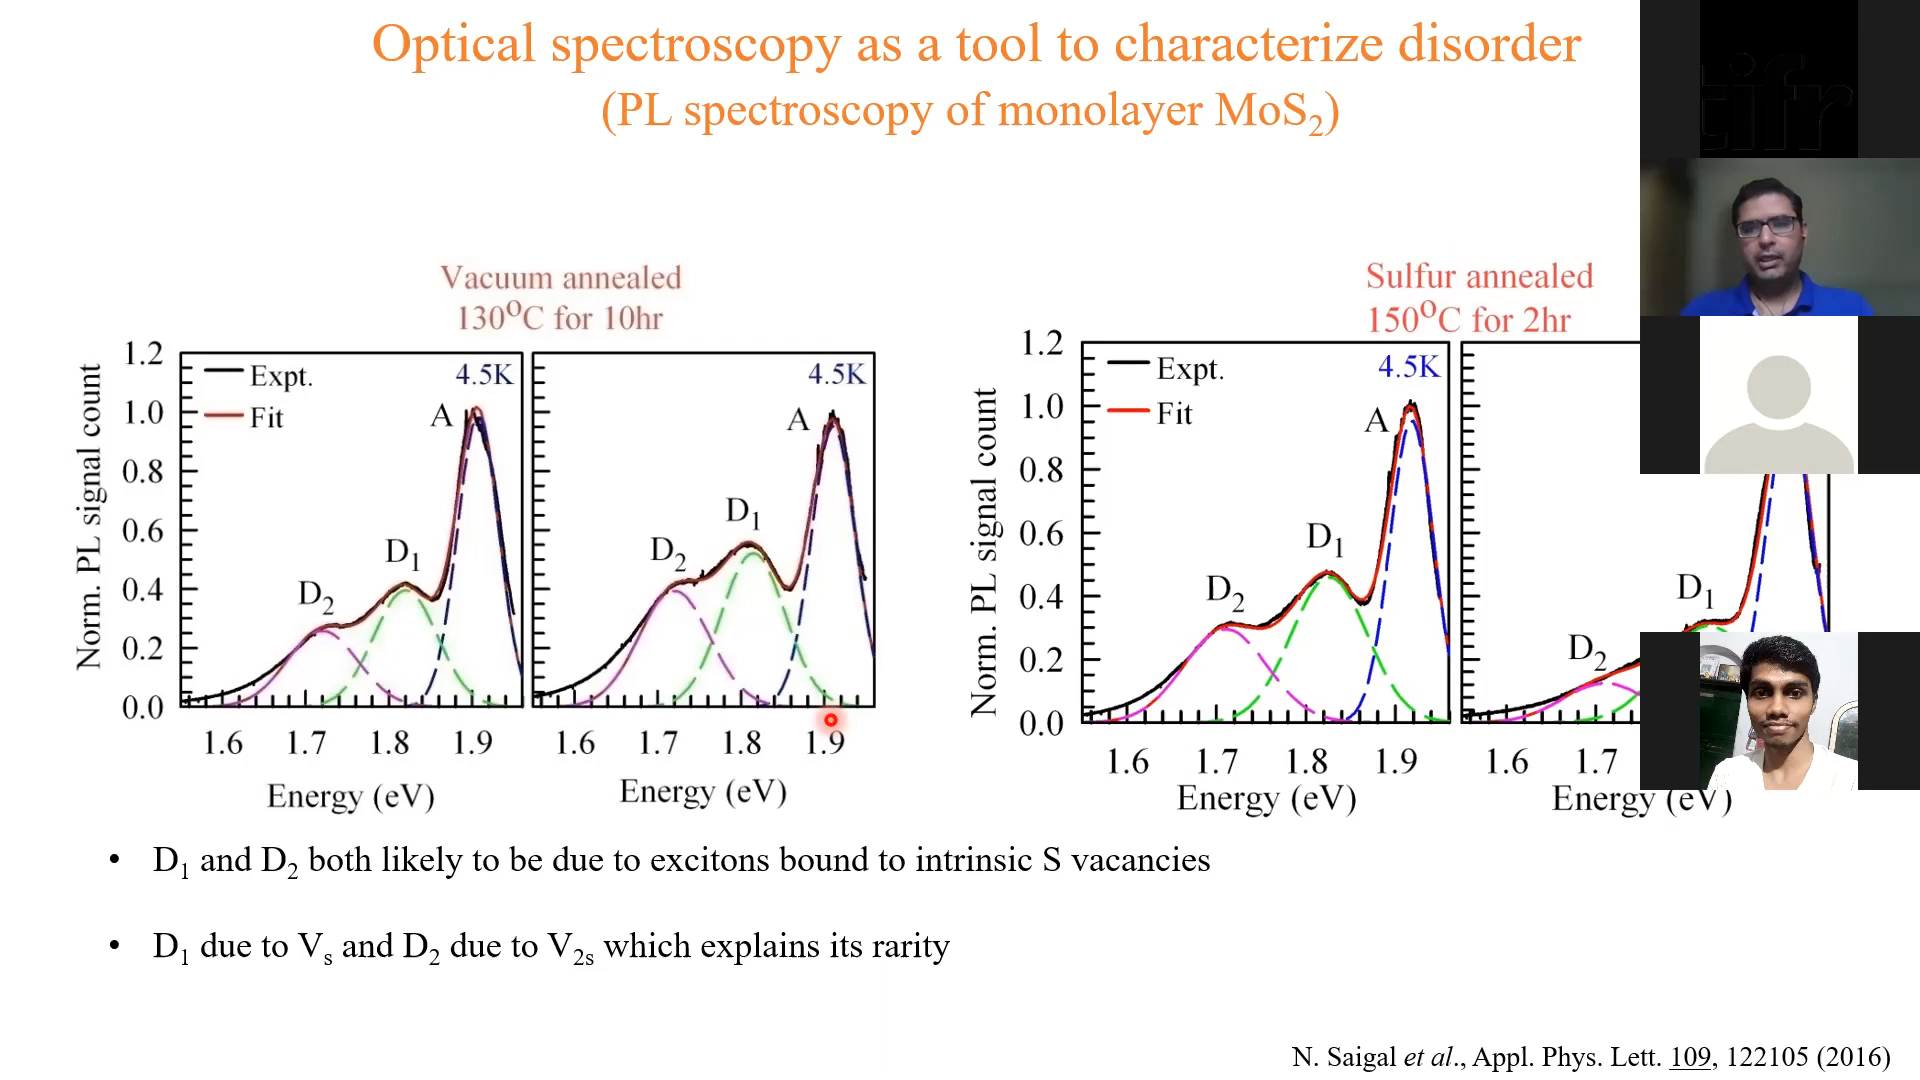 Optical spectroscopy as a tool to characterize disorder
(PL spectroscopy of monolayer MoS₂)
tifr
Vacuum annealed
130⁰C for 10hr
Sulfur annealed
150⁰C for 2hr
Norm. PL signal count
1.2
1.0
0.8
0.6
0.4
0.2
0.0
Expt.
Fit
4.5K
A
D₁
D₂
1.6 1.7 1.8 1.9
Energy (eV)
4.5K
A
D₁
D₂
1.6 1.7 1.8 1.9
Energy (eV)
Norm. PL signal count
1.2
1.0
0.8
0.6
0.4
0.2
0.0
Expt.
Fit
4.5K
A
D₁
D₂
1.6 1.7 1.8 1.9
Energy (eV)
D₁
D₂
1.6 1.7
Energy (eV)
• D₁ and D₂ both likely to be due to excitons bound to intrinsic S vacancies
• D₁ due to Vₛ and D₂ due to V₂ₛ which explains its rarity
N. Saigal et al., Appl. Phys. Lett. 109, 122105 (2016)